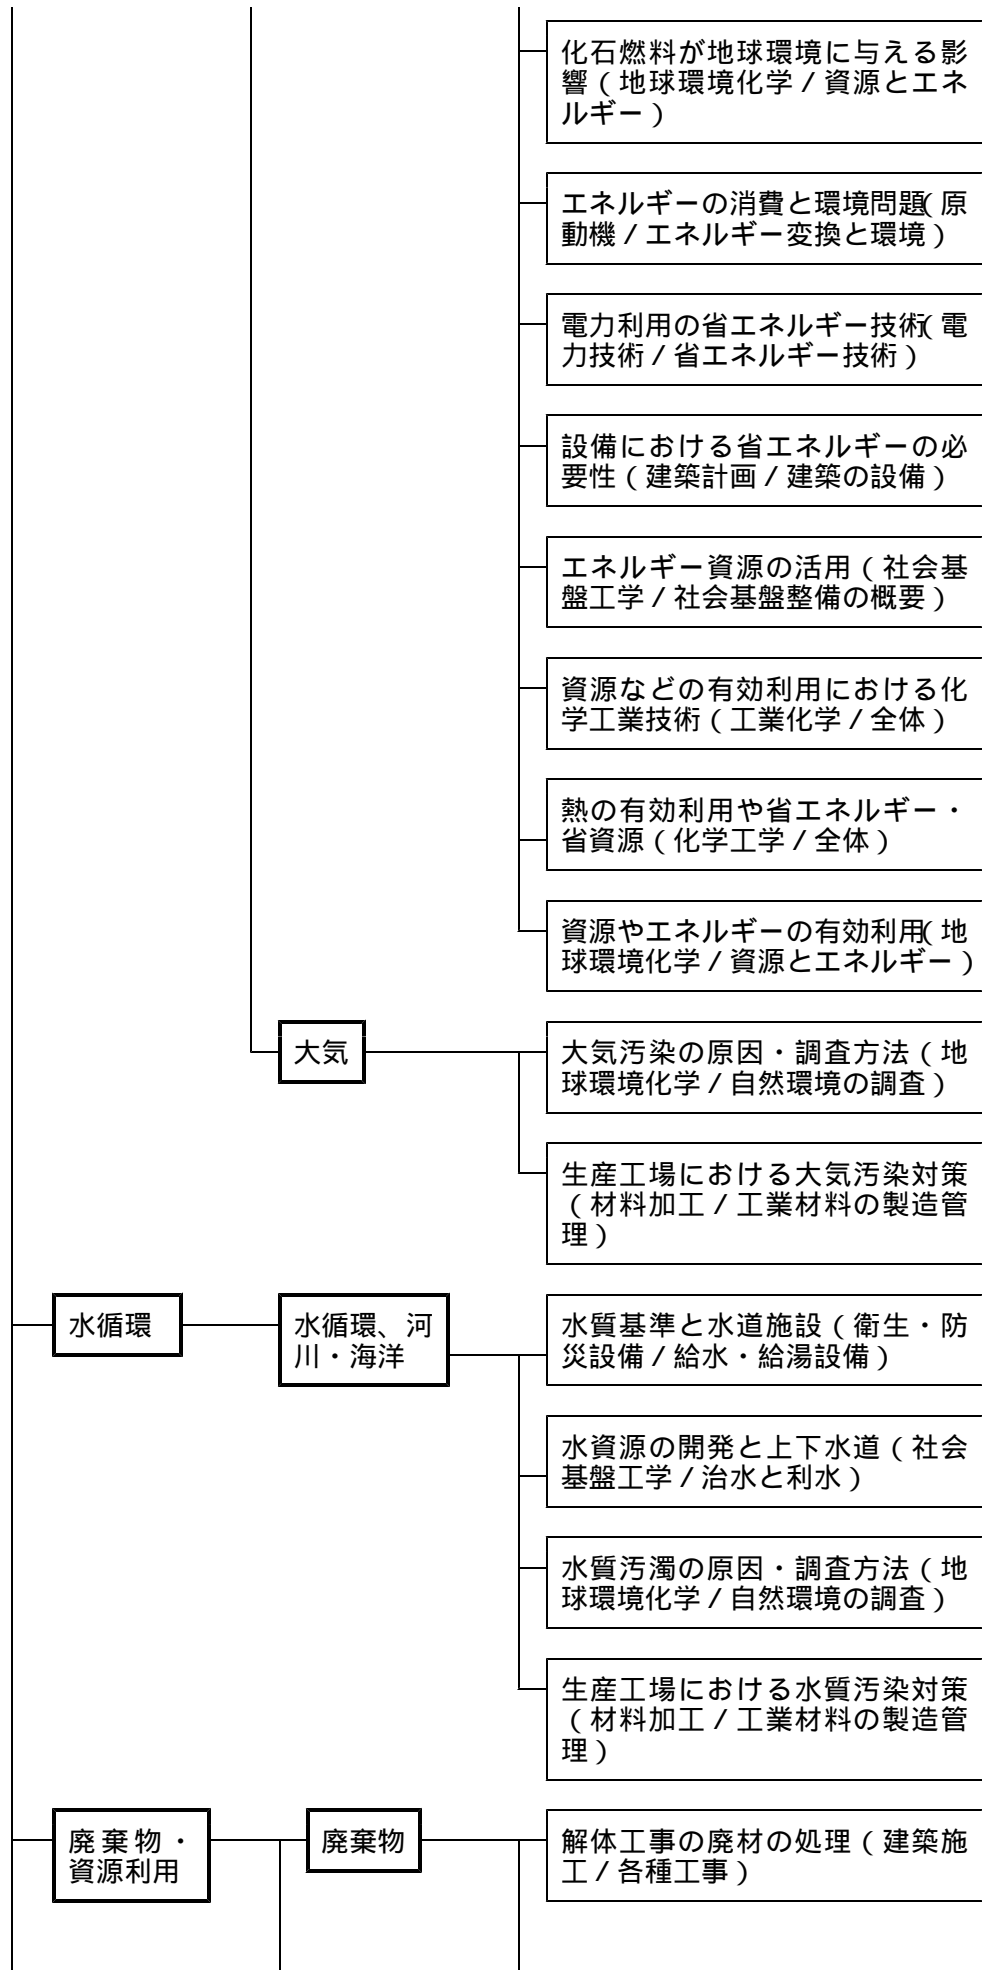 化石燃料が地球環境に与える影
響（地球環境化学／資源とエネ
ルギー）
エネルギーの消費と環境問題（原
動機／エネルギー変換と環境）
電力利用の省エネルギー技術（電
力技術／省エネルギー技術）
設備における省エネルギーの必
要性（建築計画／建築の設備）
エネルギー資源の活用（社会基
盤工学／社会基盤整備の概要）
資源などの有効利用における化
学工業技術（工業化学／全体）
熱の有効利用や省エネルギー・
省資源（化学工学／全体）
資源やエネルギーの有効利用（地
球環境化学／資源とエネルギー）
大気
大気汚染の原因・調査方法（地
球環境化学／自然環境の調査）
生産工場における大気汚染対策
（材料加工／工業材料の製造管
理）
水循環
水循環、河
川・海洋
水質基準と水道施設（衛生・防
災設備／給水・給湯設備）
水資源の開発と上下水道（社会
基盤工学／治水と利水）
水質汚濁の原因・調査方法（地
球環境化学／自然環境の調査）
生産工場における水質汚染対策
（材料加工／工業材料の製造管
理）
廃棄物・
資源利用
廃棄物
解体工事の廃材の処理（建築施
工／各種工事）